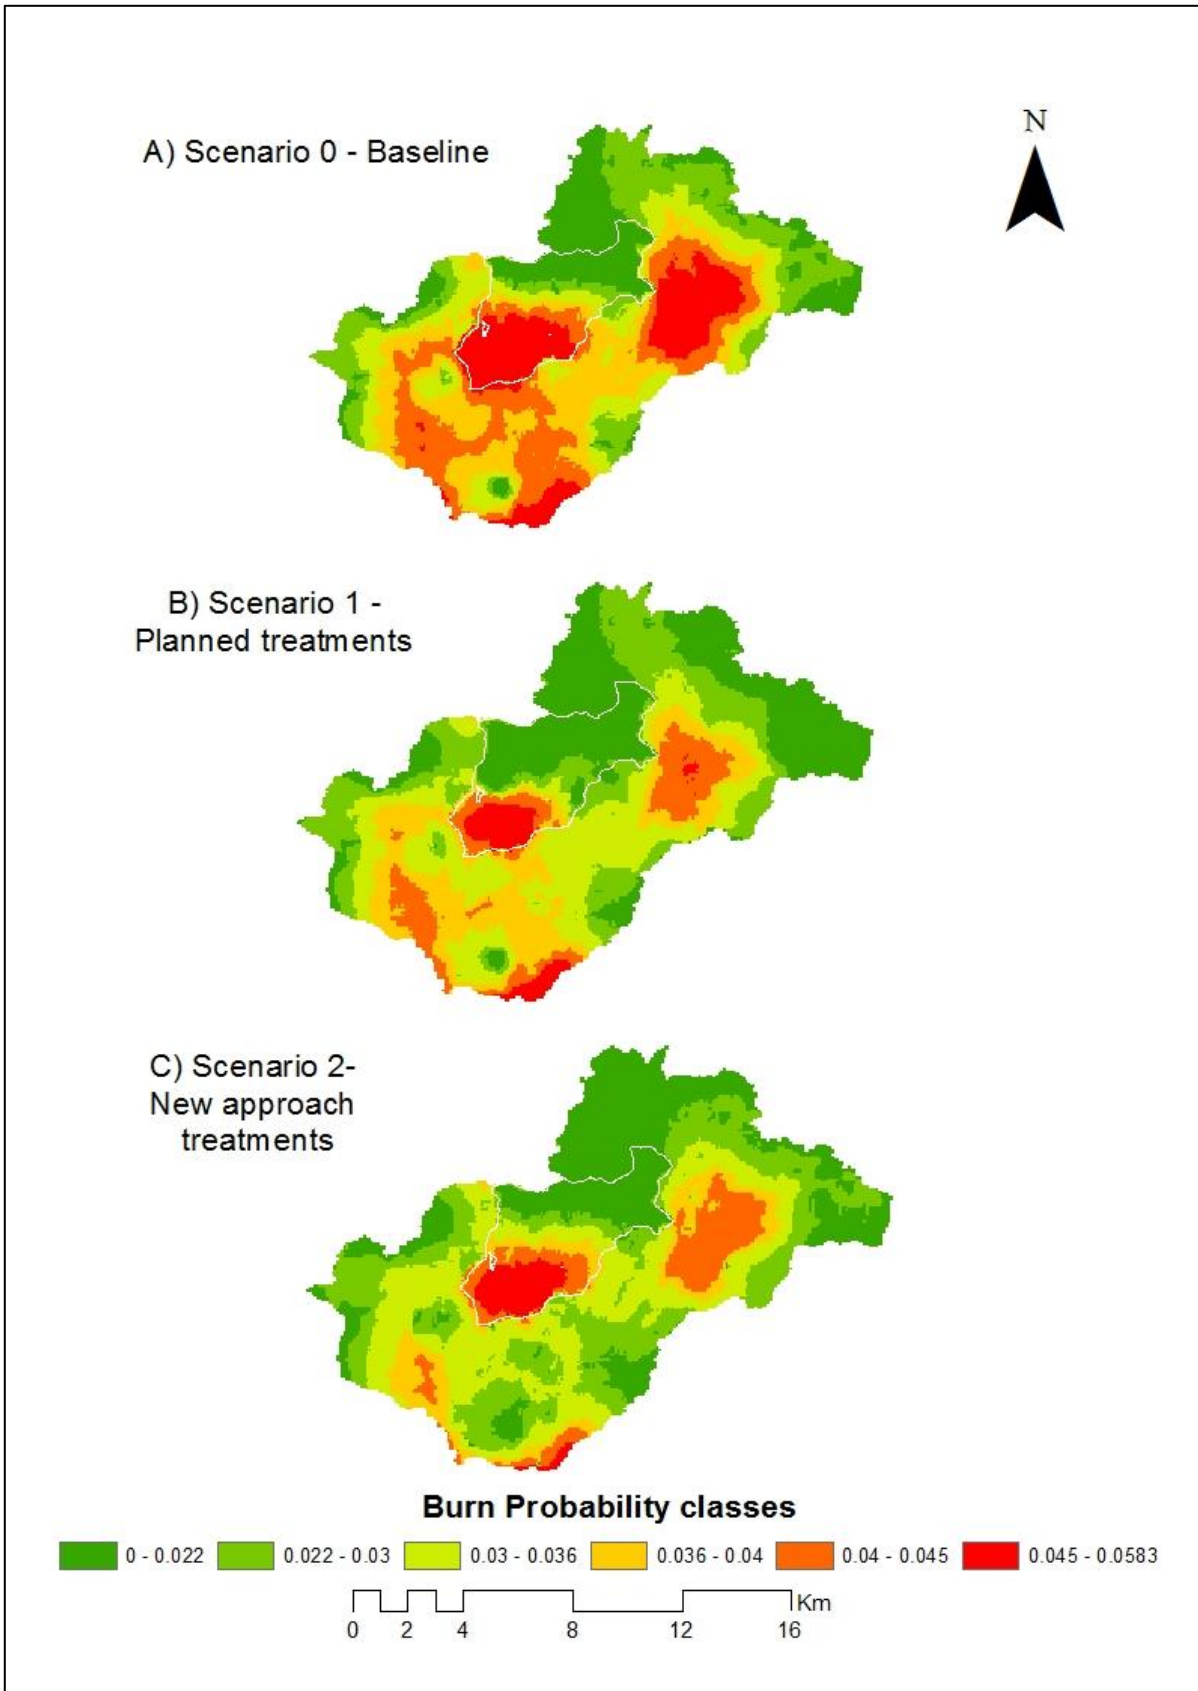 N
A) Scenario 0 - Baseline
B) Scenario 1 -
Planned treatments
C) Scenario 2-
New approach
treatments
Burn Probability classes
0 - 0.022 0.022 - 0.03 0.03 - 0.036 0.036 - 0.04 0.04 - 0.045 0.045 - 0.0583
Km
0 2 4 8 12 16